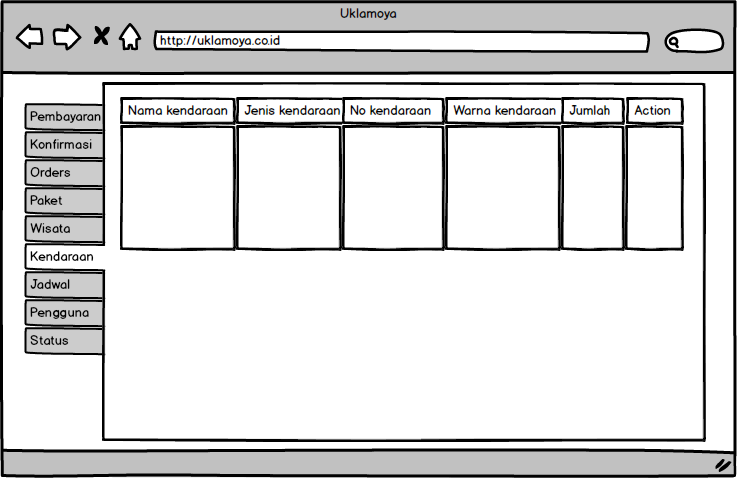 Uklamoya
http://uklamoya.co.id
Nama kendaraan Jenis kendaraan No kendaraan Warna kendaraan Jumlah Action
Pembayaran
Konfirmasi
Orders
Paket
Wisata
Kendaraan
Jadwal
Pengguna
Status